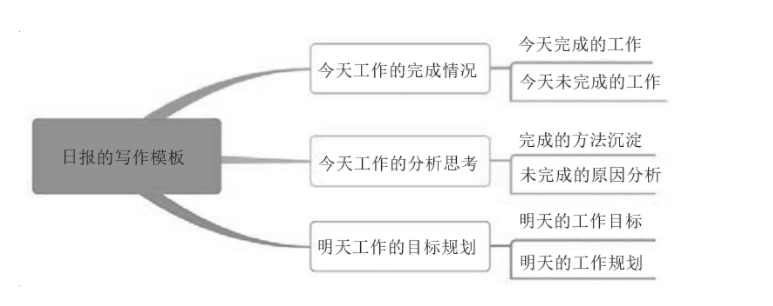 日报的写作模板
今天工作的完成情况
今天完成的工作
今天未完成的工作
今天工作的分析思考
完成的方法沉淀
未完成的原因分析
明天工作的目标规划
明天的工作目标
明天的工作规划